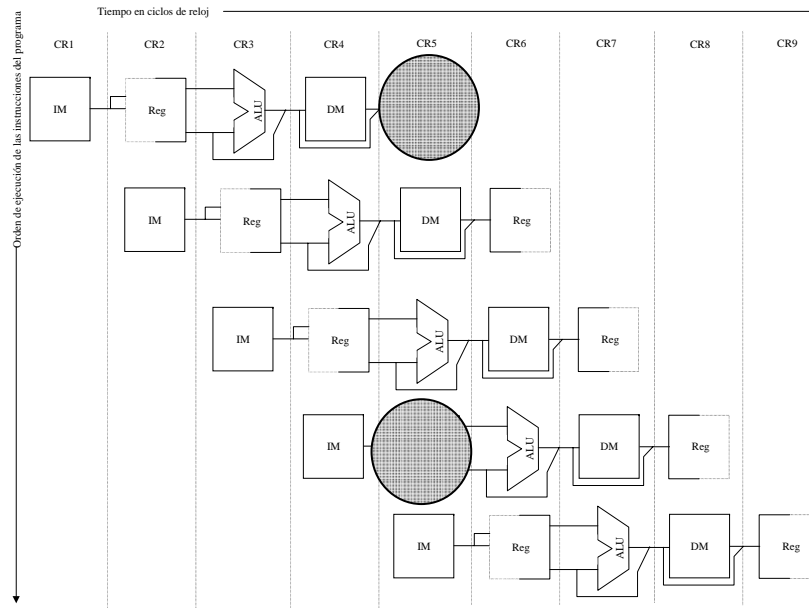 Tiempo en ciclos de reloj
CR1 CR2 CR3 CR4 CR5 CR6 CR7 CR8 CR9
Orden de ejecución de las instrucciones del programa
IM Reg ALU DM
IM Reg ALU DM Reg
IM Reg ALU DM Reg
IM ALU DM Reg
IM Reg ALU DM Reg